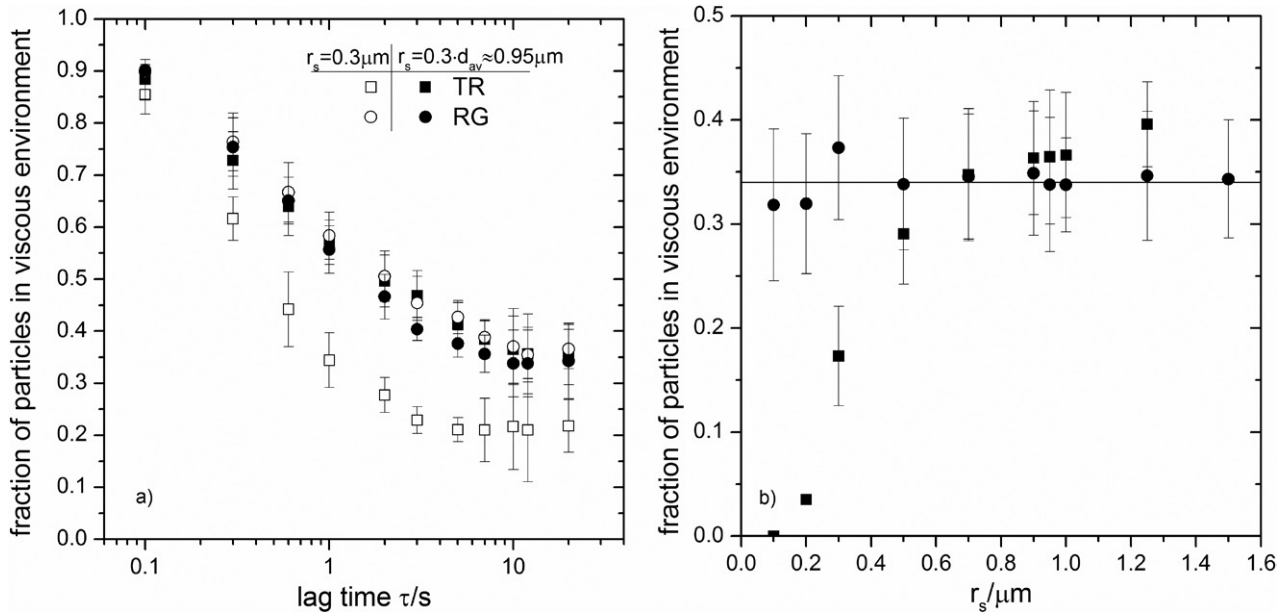 fraction of particles in viscous environment
1.0
0.9
0.8
0.7
0.6
0.5
0.4
0.3
0.2
0.1
0.0
r_s=0.3μm r_s=0.3·d_av≈0.95μm
TR
RG
a)
0.1 1 10
lag time τ/s
fraction of particles in viscous environment
0.5
0.4
0.3
0.2
0.1
0.0
b)
0.0 0.2 0.4 0.6 0.8 1.0 1.2 1.4 1.6
r_s/μm